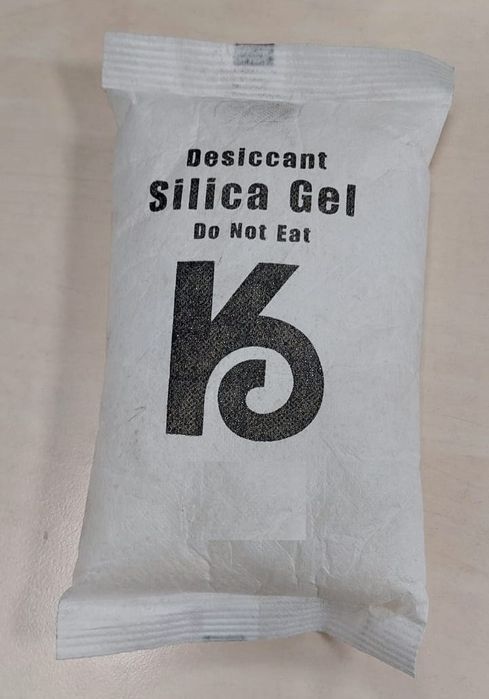 Desiccant
Silica Gel
Do Not Eat